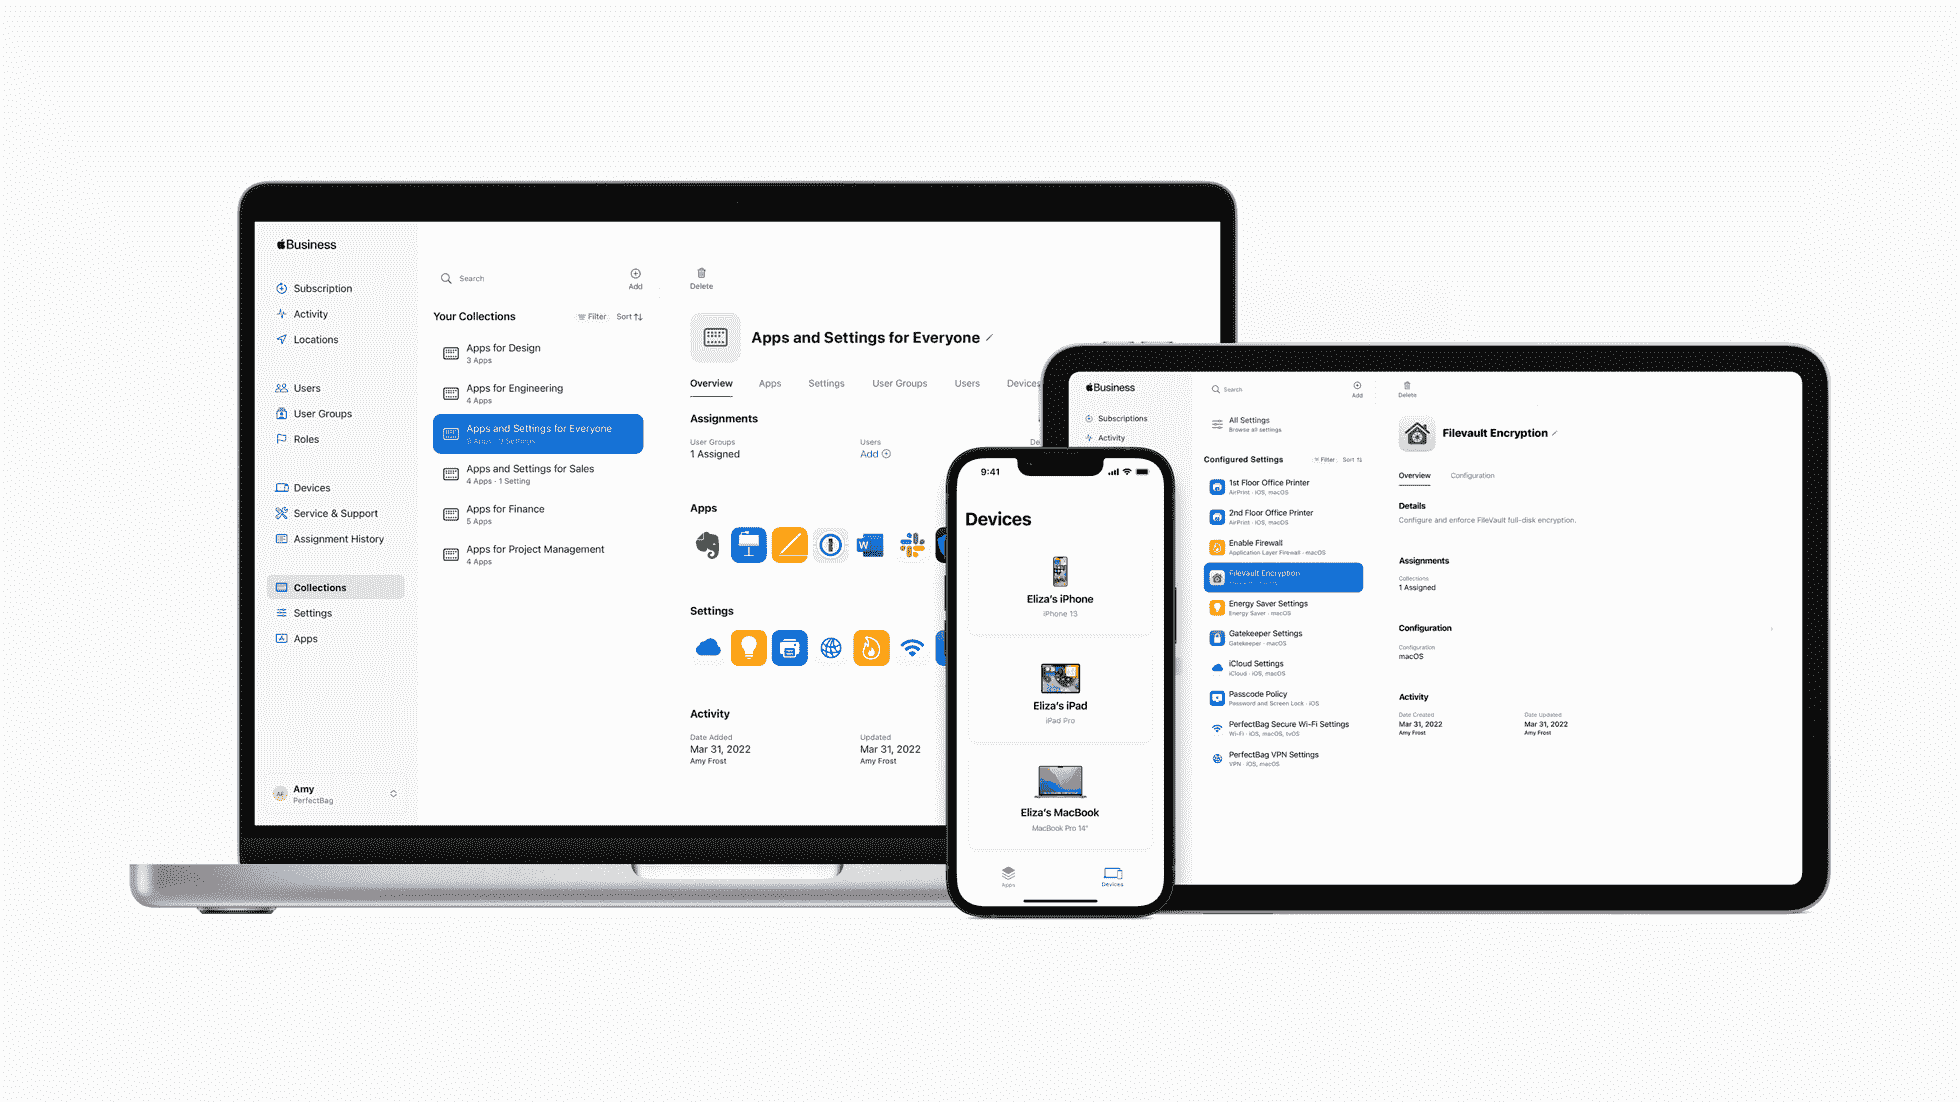 Business
Subscription
Activity
Locations
Users
User Groups
Roles
Devices
Service & Support
Assignment History
Collections
Settings
Apps
Amy
PerfectBag
Search
Add
Your Collections
Filter
Sort
Apps for Design
3 Apps
Apps for Engineering
4 Apps
Apps and Settings for Everyone
Apps and Settings for Sales
4 Apps · 1 Setting
Apps for Finance
5 Apps
Apps for Project Management
4 Apps
Delete
Apps and Settings for Everyone
Overview Apps Settings User Groups Users Devices
Assignments
User Groups
1 Assigned
Users
Add
De
Apps
Settings
Activity
Date Added
Mar 31, 2022
Amy Frost
Updated
Mar 31, 2022
Amy Frost
9:41
Devices
Eliza's iPhone
iPhone 13
Eliza's iPad
iPad Pro
Eliza's MacBook
MacBook Pro 14"
Apps
Devices
Business
Subscriptions
Activity
Search
Add
All Settings
Browse all settings
Configured Settings
Filter
Sort
1st Floor Office Printer
AirPrint · iOS, macOS
2nd Floor Office Printer
AirPrint · iOS, macOS
Enable Firewall
Application Layer Firewall · macOS
FileVault Encryption
Energy Saver Settings
Energy Saver · macOS
Gatekeeper Settings
Gatekeeper · macOS
iCloud Settings
iCloud · iOS, macOS
Passcode Policy
Password and Screen Lock · iOS
PerfectBag Secure Wi-Fi Settings
Wi-Fi · iOS, macOS, tvOS
PerfectBag VPN Settings
VPN · iOS, macOS
Delete
Filevault Encryption
Overview Configuration
Details
Configure and enforce FileVault full-disk encryption.
Assignments
Collections
1 Assigned
Configuration
Configuration
macOS
Activity
Date Created
Mar 31, 2022
Amy Frost
Date Updated
Mar 31, 2022
Amy Frost